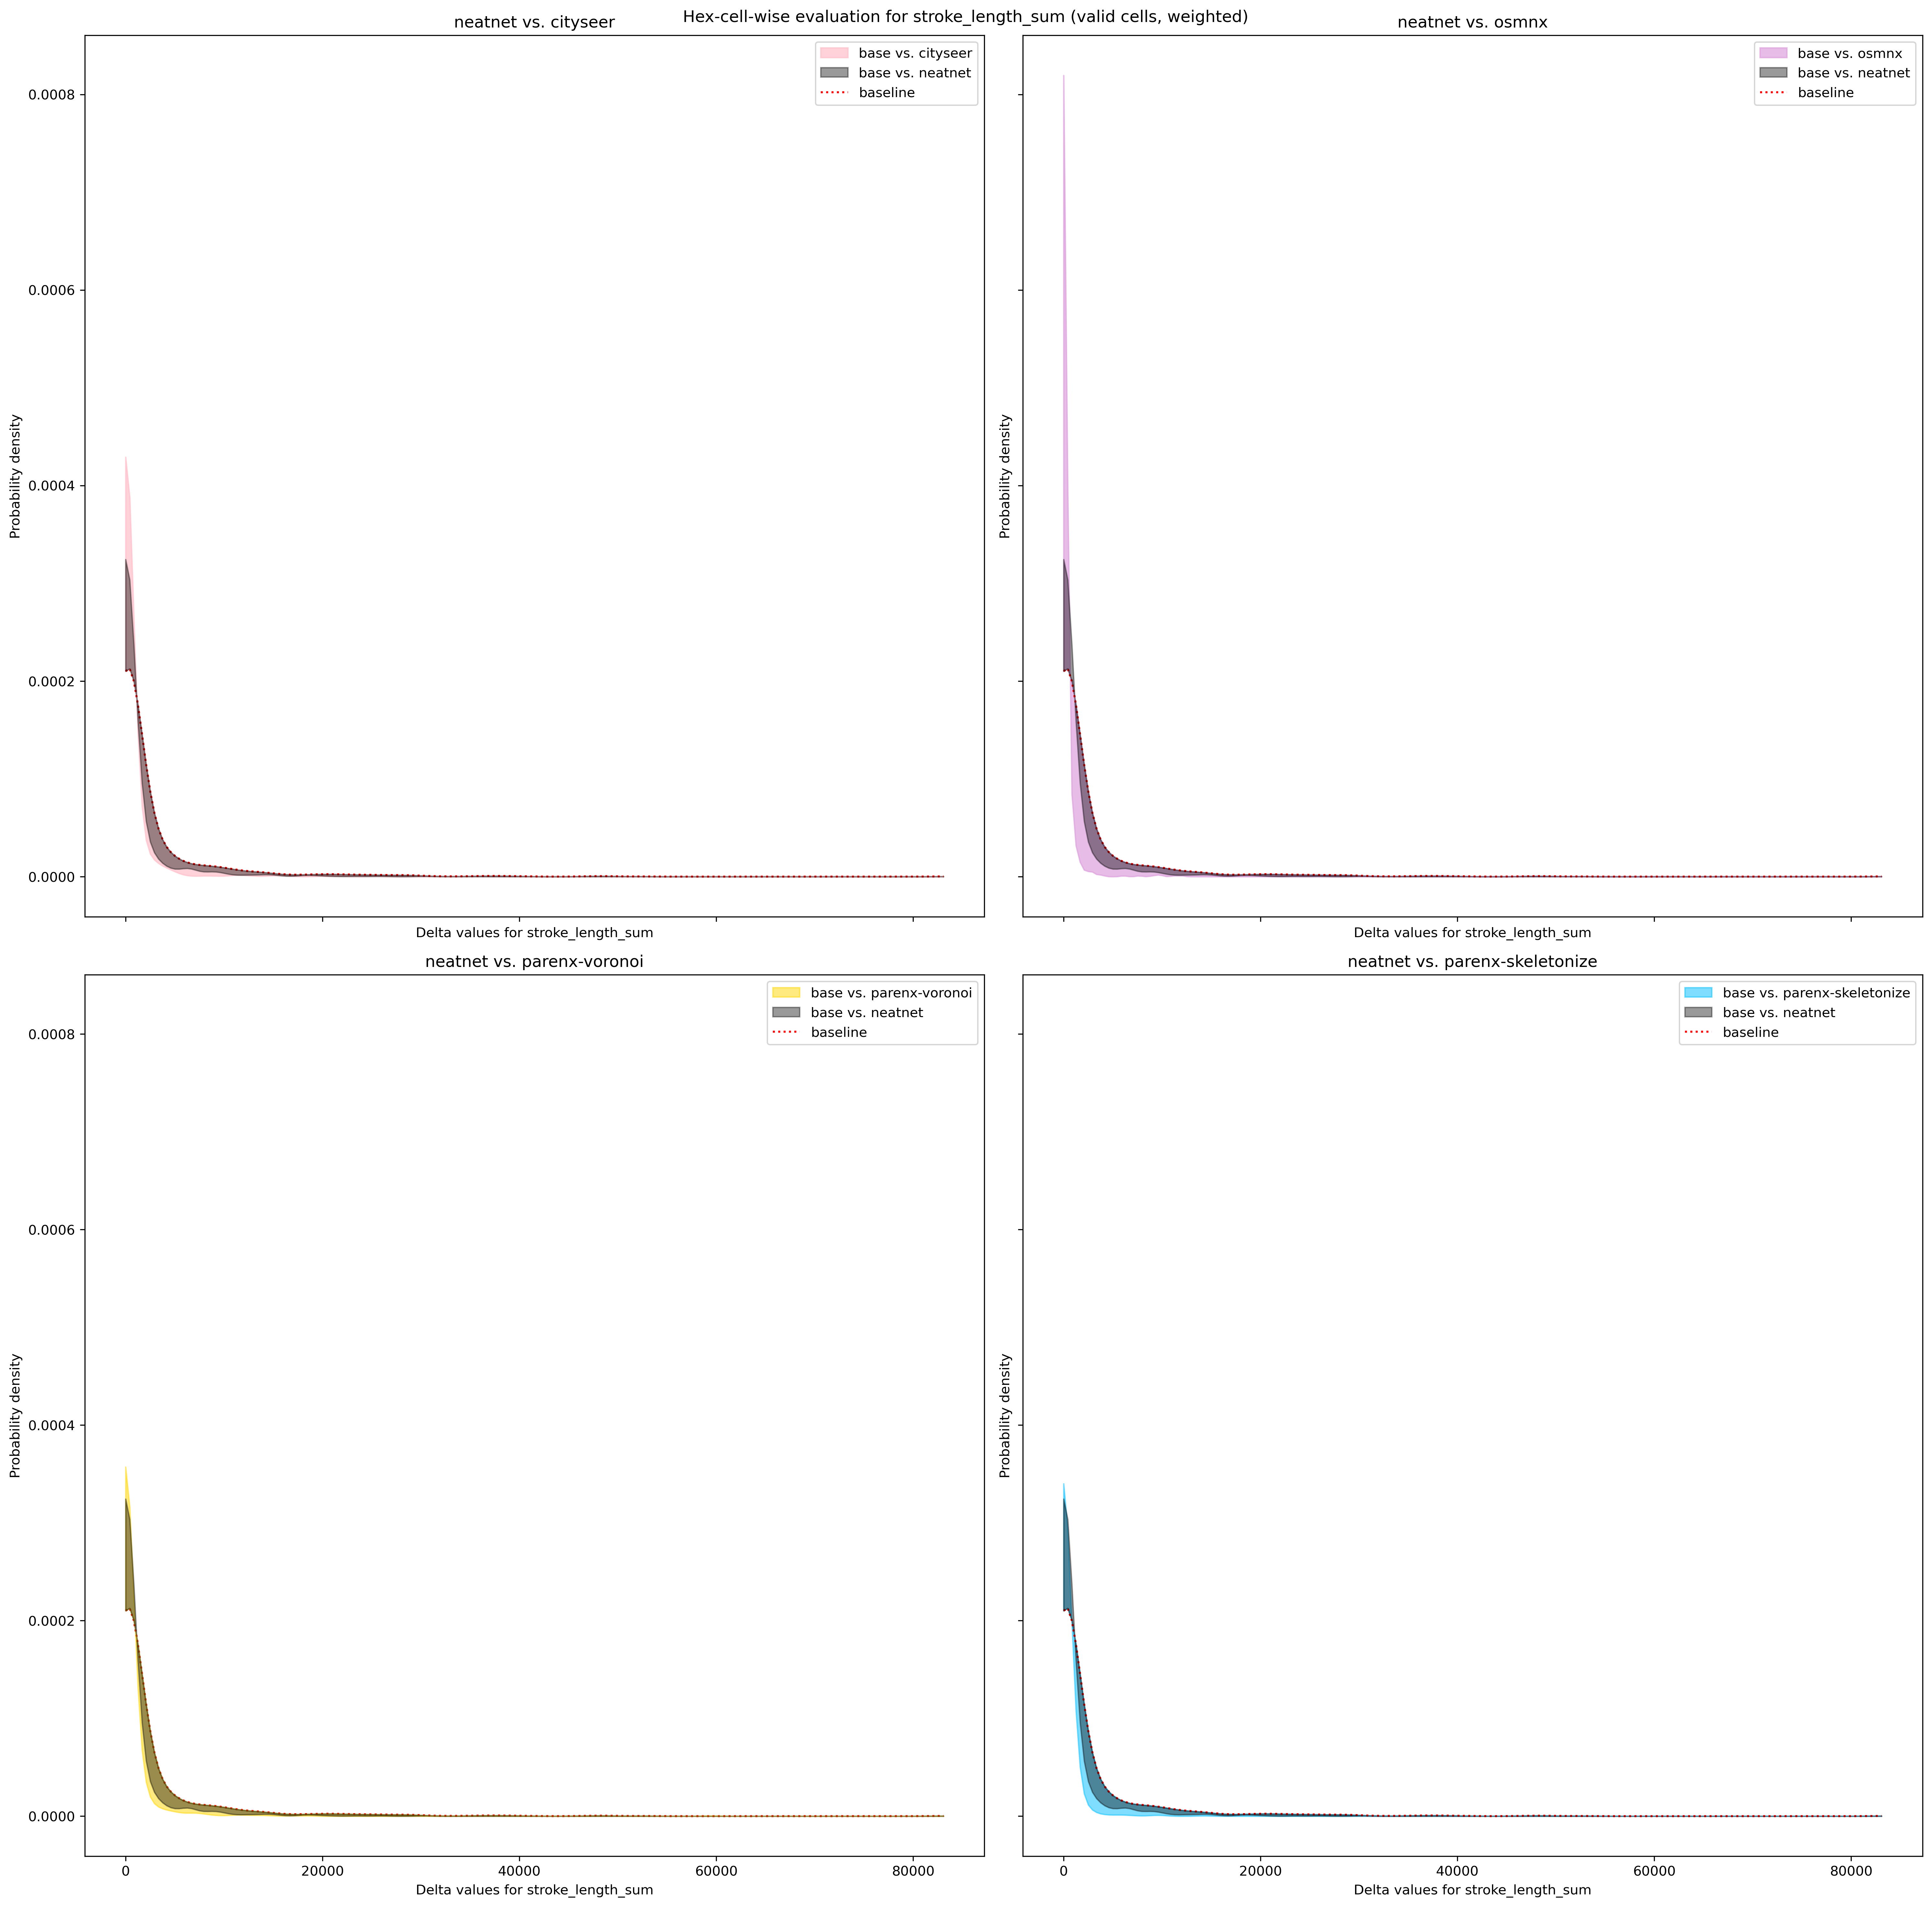 Hex-cell-wise evaluation for stroke_length_sum (valid cells, weighted)
neatnet vs. cityseer
base vs. cityseer
base vs. neatnet
baseline
0.0008
0.0006
0.0004
0.0002
0.0000
Probability density
Delta values for stroke_length_sum
neatnet vs. osmnx
base vs. osmnx
base vs. neatnet
baseline
Probability density
Delta values for stroke_length_sum
neatnet vs. parenx-voronoi
base vs. parenx-voronoi
base vs. neatnet
baseline
0.0008
0.0006
0.0004
0.0002
0.0000
Probability density
0 20000 40000 60000 80000
Delta values for stroke_length_sum
neatnet vs. parenx-skeletonize
base vs. parenx-skeletonize
base vs. neatnet
baseline
Probability density
0 20000 40000 60000 80000
Delta values for stroke_length_sum